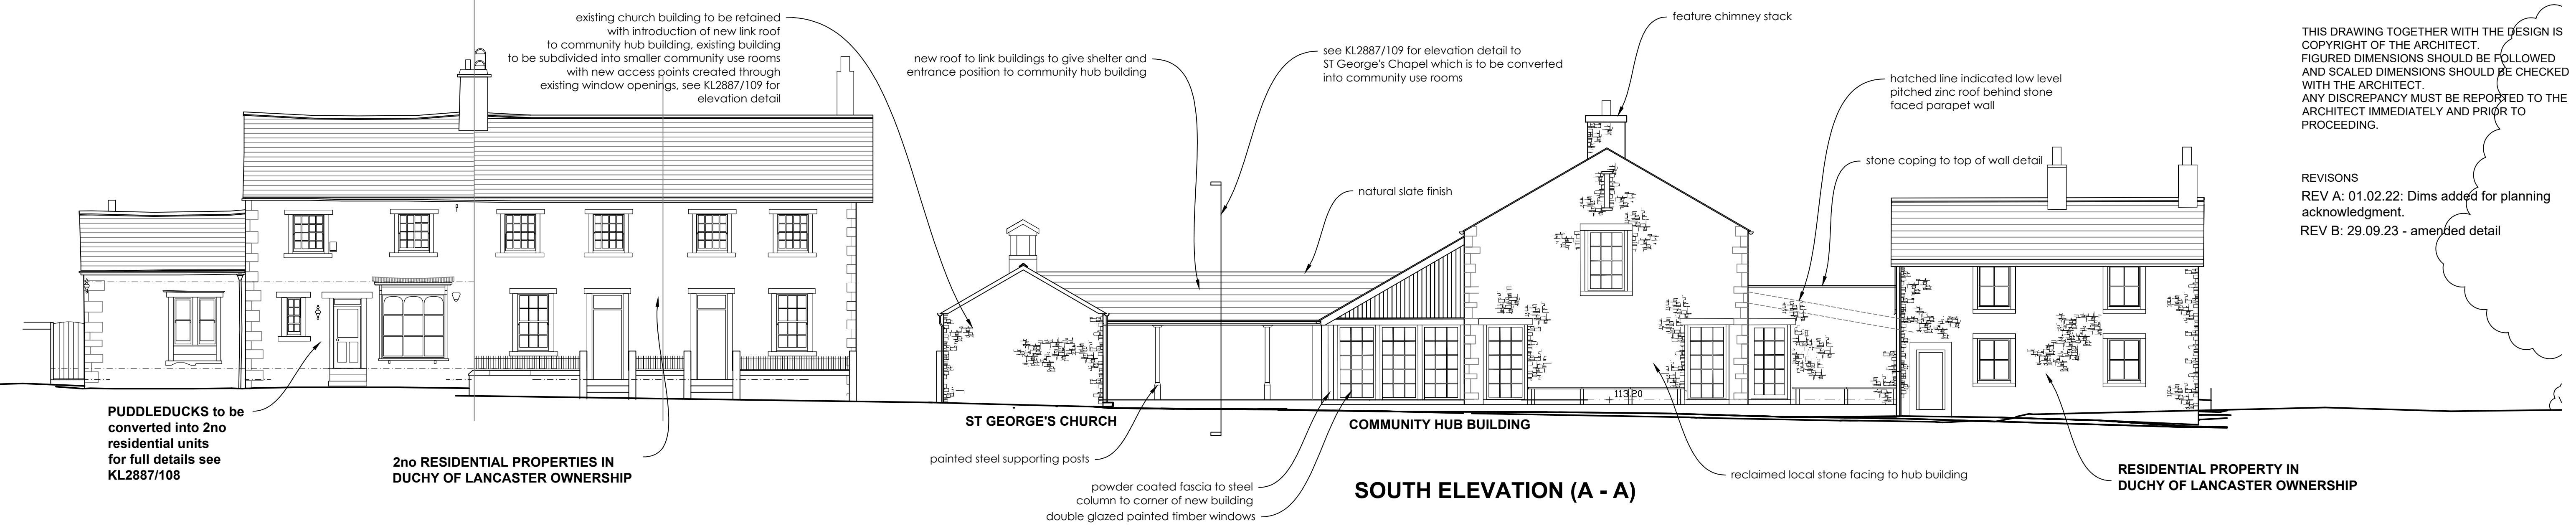 existing church building to be retained
with introduction of new link roof
to community hub building, existing building
to be subdivided into smaller community use rooms
with new access points created through
existing window openings, see KL2887/109 for
elevation detail
new roof to link buildings to give shelter and
entrance position to community hub building
see KL2887/109 for elevation detail to
ST George's Chapel which is to be converted
into community use rooms
feature chimney stack
hatched line indicated low level
pitched zinc roof behind stone
faced parapet wall
stone coping to top of wall detail
natural slate finish
THIS DRAWING TOGETHER WITH THE DESIGN IS
COPYRIGHT OF THE ARCHITECT.
FIGURED DIMENSIONS SHOULD BE FOLLOWED
AND SCALED DIMENSIONS SHOULD BE CHECKED
WITH THE ARCHITECT.
ANY DISCREPANCY MUST BE REPORTED TO THE
ARCHITECT IMMEDIATELY AND PRIOR TO
PROCEEDING.
REVISONS
REV A: 01.02.22: Dims added for planning
acknowledgment.
REV B: 29.09.23 - amended detail
113.20
PUDDLEDUCKS to be
converted into 2no
residential units
for full details see
KL2887/108
2no RESIDENTIAL PROPERTIES IN
DUCHY OF LANCASTER OWNERSHIP
ST GEORGE'S CHURCH
COMMUNITY HUB BUILDING
painted steel supporting posts
powder coated fascia to steel
column to corner of new building
double glazed painted timber windows
SOUTH ELEVATION (A - A)
reclaimed local stone facing to hub building
RESIDENTIAL PROPERTY IN
DUCHY OF LANCASTER OWNERSHIP